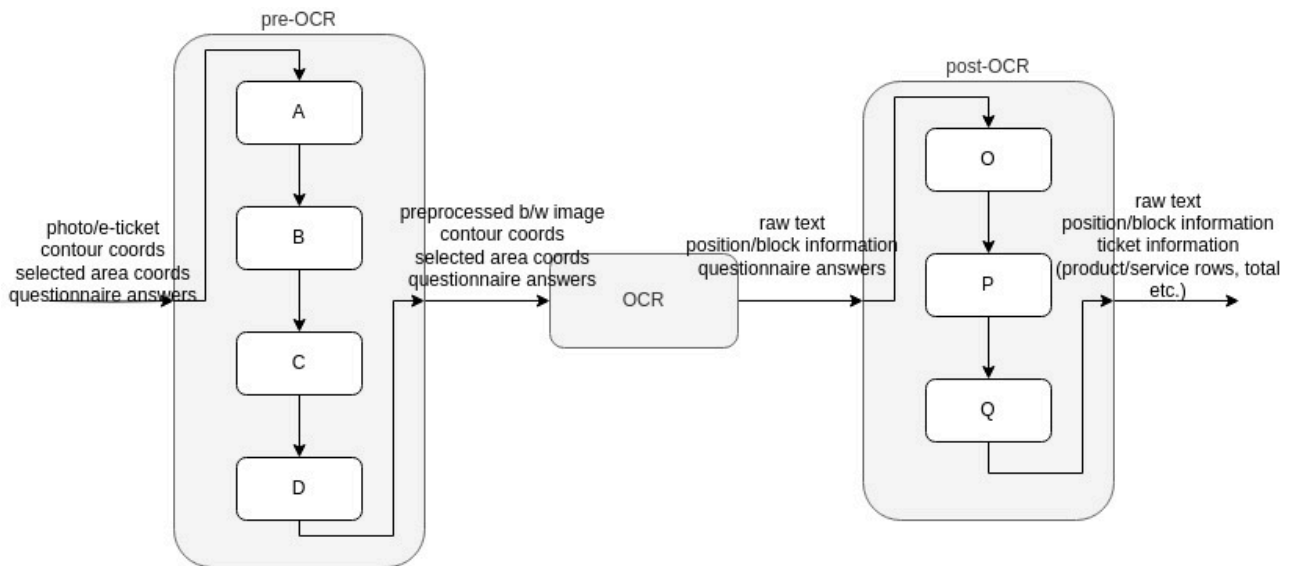 pre-OCR
A
B
C
D
photo/e-ticket
contour coords
selected area coords
questionnaire answers
preprocessed b/w image
contour coords
selected area coords
questionnaire answers
OCR
raw text
position/block information
questionnaire answers
post-OCR
O
P
Q
raw text
position/block information
ticket information
(product/service rows, total
etc.)